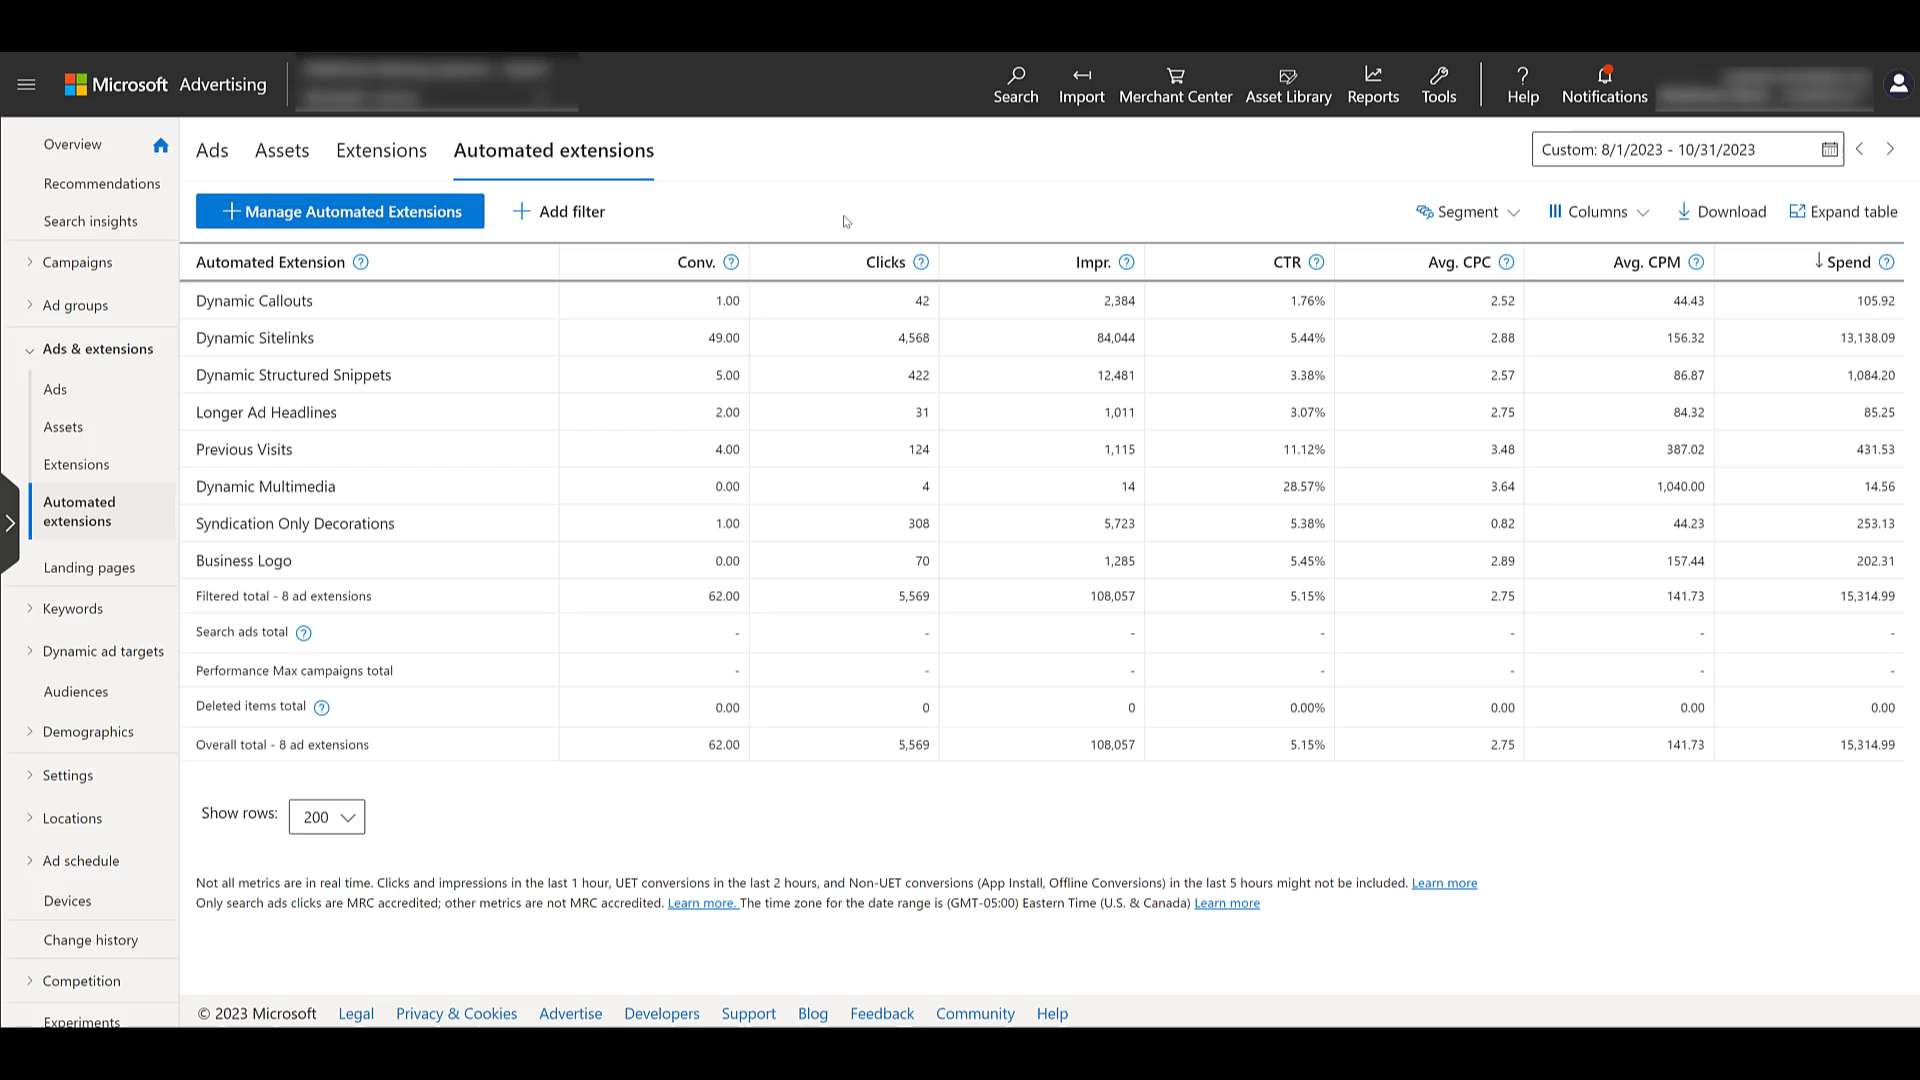 Microsoft Advertising
Search
Import
Merchant Center
Asset Library
Reports
Tools
Help
Notifications
Overview
Recommendations
Search insights
Campaigns
Ad groups
Ads & extensions
Ads
Assets
Extensions
Automated
extensions
Landing pages
Keywords
Dynamic ad targets
Audiences
Demographics
Settings
Locations
Ad schedule
Devices
Change history
Competition
Experiments
Ads Assets Extensions Automated extensions
Custom: 8/1/2023 - 10/31/2023
Manage Automated Extensions
Add filter
Segment
Columns
Download
Expand table
Automated Extension Conv. Clicks Impr. CTR Avg. CPC Avg. CPM Spend
Dynamic Callouts 1.00 42 2,384 1.76% 2.52 44.43 105.92
Dynamic Sitelinks 49.00 4,568 84,044 5.44% 2.88 156.32 13,138.09
Dynamic Structured Snippets 5.00 422 12,481 3.38% 2.57 86.87 1,084.20
Longer Ad Headlines 2.00 31 1,011 3.07% 2.75 84.32 85.25
Previous Visits 4.00 124 1,115 11.12% 3.48 387.02 431.53
Dynamic Multimedia 0.00 4 14 28.57% 3.64 1,040.00 14.56
Syndication Only Decorations 1.00 308 5,723 5.38% 0.82 44.23 253.13
Business Logo 0.00 70 1,285 5.45% 2.89 157.44 202.31
Filtered total - 8 ad extensions 62.00 5,569 108,057 5.15% 2.75 141.73 15,314.99
Search ads total - - - - - - -
Performance Max campaigns total - - - - - - -
Deleted items total 0.00 0 0 0.00% 0.00 0.00 0.00
Overall total - 8 ad extensions 62.00 5,569 108,057 5.15% 2.75 141.73 15,314.99
Show rows: 200
Not all metrics are in real time. Clicks and impressions in the last 1 hour, UET conversions in the last 2 hours, and Non-UET conversions (App Install, Offline Conversions) in the last 5 hours might not be included. Learn more
Only search ads clicks are MRC accredited; other metrics are not MRC accredited. Learn more. The time zone for the date range is (GMT-05:00) Eastern Time (U.S. & Canada) Learn more
© 2023 Microsoft Legal Privacy & Cookies Advertise Developers Support Blog Feedback Community Help